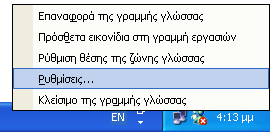 Επαναφορά της γραμμής γλώσσας
Πρόσθετα εικονίδια στη γραμμή εργασιών
Ρύθμιση θέσης της ζώνης γλώσσας
Ρυθμίσεις...
Κλείσιμο της γραμμής γλώσσας
EN
4:13 μμ